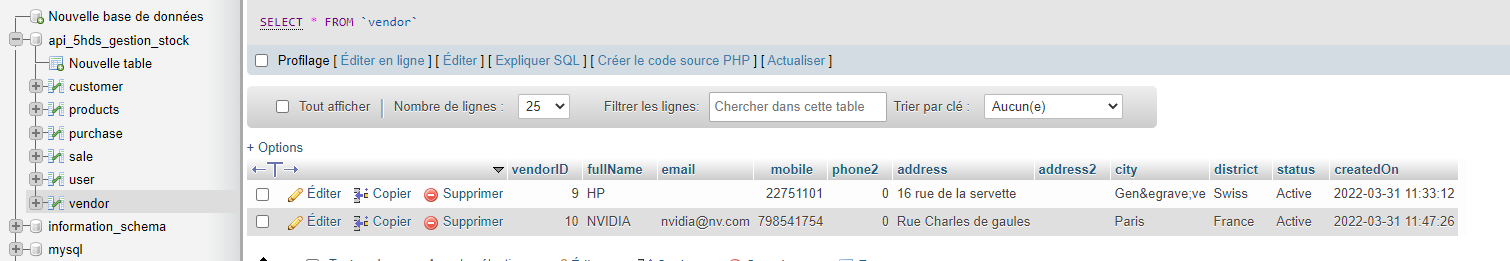 Nouvelle base de données
api_5hds_gestion_stock
Nouvelle table
customer
products
purchase
sale
user
vendor
information_schema
mysql
SELECT * FROM `vendor`
Profilage [ Éditer en ligne ] [ Éditer ] [ Expliquer SQL ] [ Créer le code source PHP ] [ Actualiser ]
Tout afficher Nombre de lignes : 25 Filtrer les lignes: Chercher dans cette table Trier par clé : Aucun(e)
+ Options
←T→ vendorID fullName email mobile phone2 address address2 city district status createdOn
Éditer Copier Supprimer 9 HP 22751101 0 16 rue de la servette Gen&egrave;ve Swiss Active 2022-03-31 11:33:12
Éditer Copier Supprimer 10 NVIDIA nvidia@nv.com 798541754 0 Rue Charles de gaules Paris France Active 2022-03-31 11:47:26